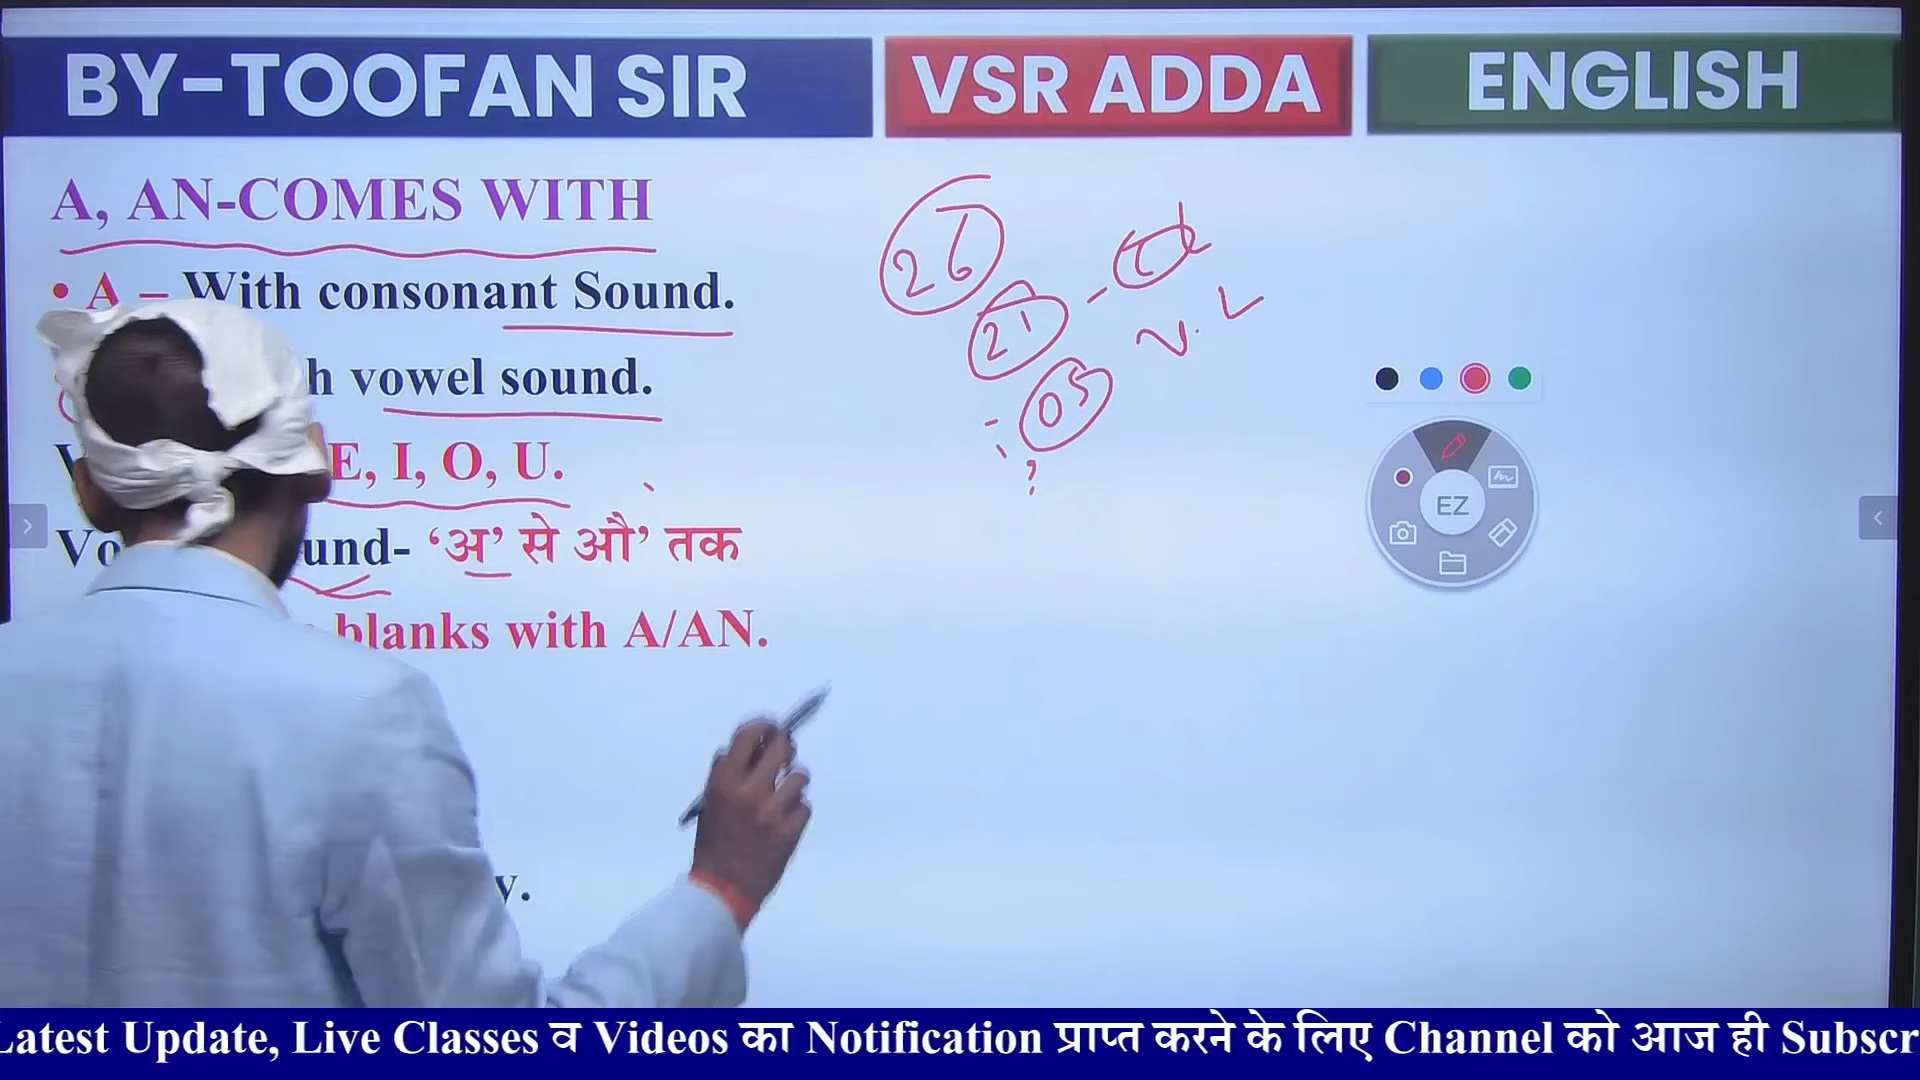 BY-TOOFAN SIR
VSR ADDA
ENGLISH
A, AN-COMES WITH
• A – With consonant Sound.
vowel sound.
E, I, O, U.
‘अ’ से औ’ तक
blanks with A/AN.
26
21
05
EZ
Latest Update, Live Classes व Videos का Notification प्राप्त करने के लिए Channel को आज ही Subscr